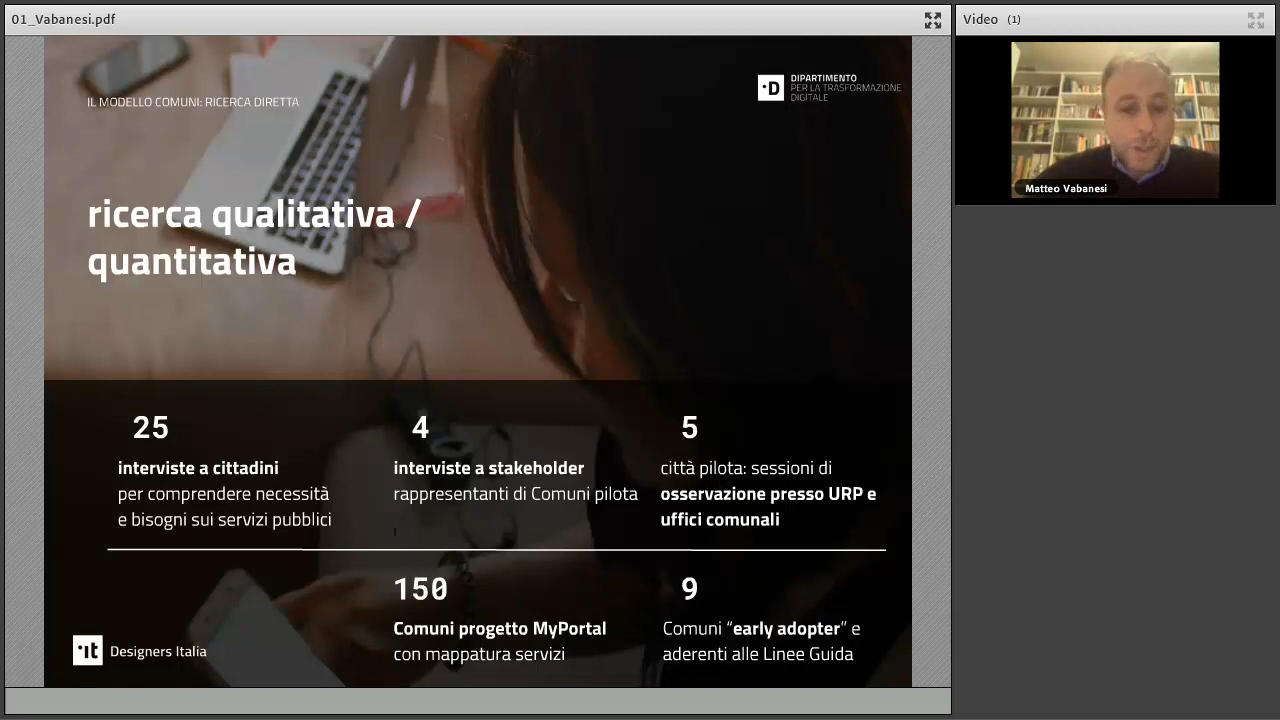 01_Vabanesi.pdf
Video (1)
IL MODELLO COMUNI: RICERCA DIRETTA
DIPARTIMENTO
PER LA TRASFORMAZIONE
DIGITALE
·D
Matteo Vabanesi
ricerca qualitativa /
quantitativa
25
interviste a cittadini
per comprendere necessità
e bisogni sui servizi pubblici
4
interviste a stakeholder
rappresentanti di Comuni pilota
5
città pilota: sessioni di
osservazione presso URP e
uffici comunali
150
Comuni progetto MyPortal
con mappatura servizi
9
Comuni “early adopter” e
aderenti alle Linee Guida
·ıt
Designers Italia